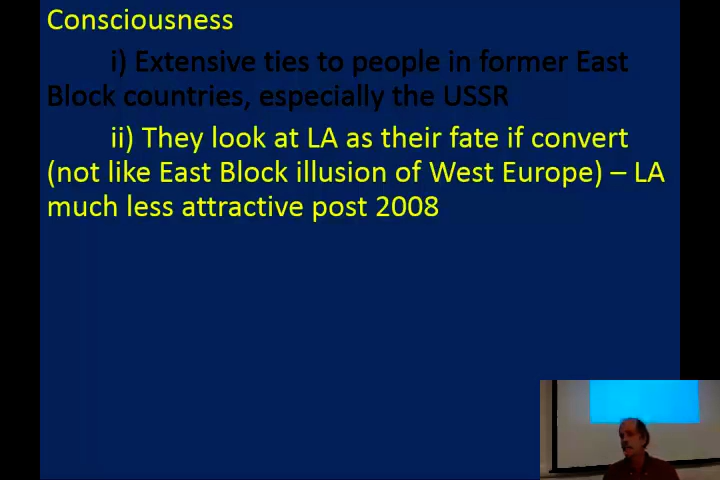 Consciousness
i) Extensive ties to people in former East
Block countries, especially the USSR
ii) They look at LA as their fate if convert
(not like East Block illusion of West Europe) – LA
much less attractive post 2008